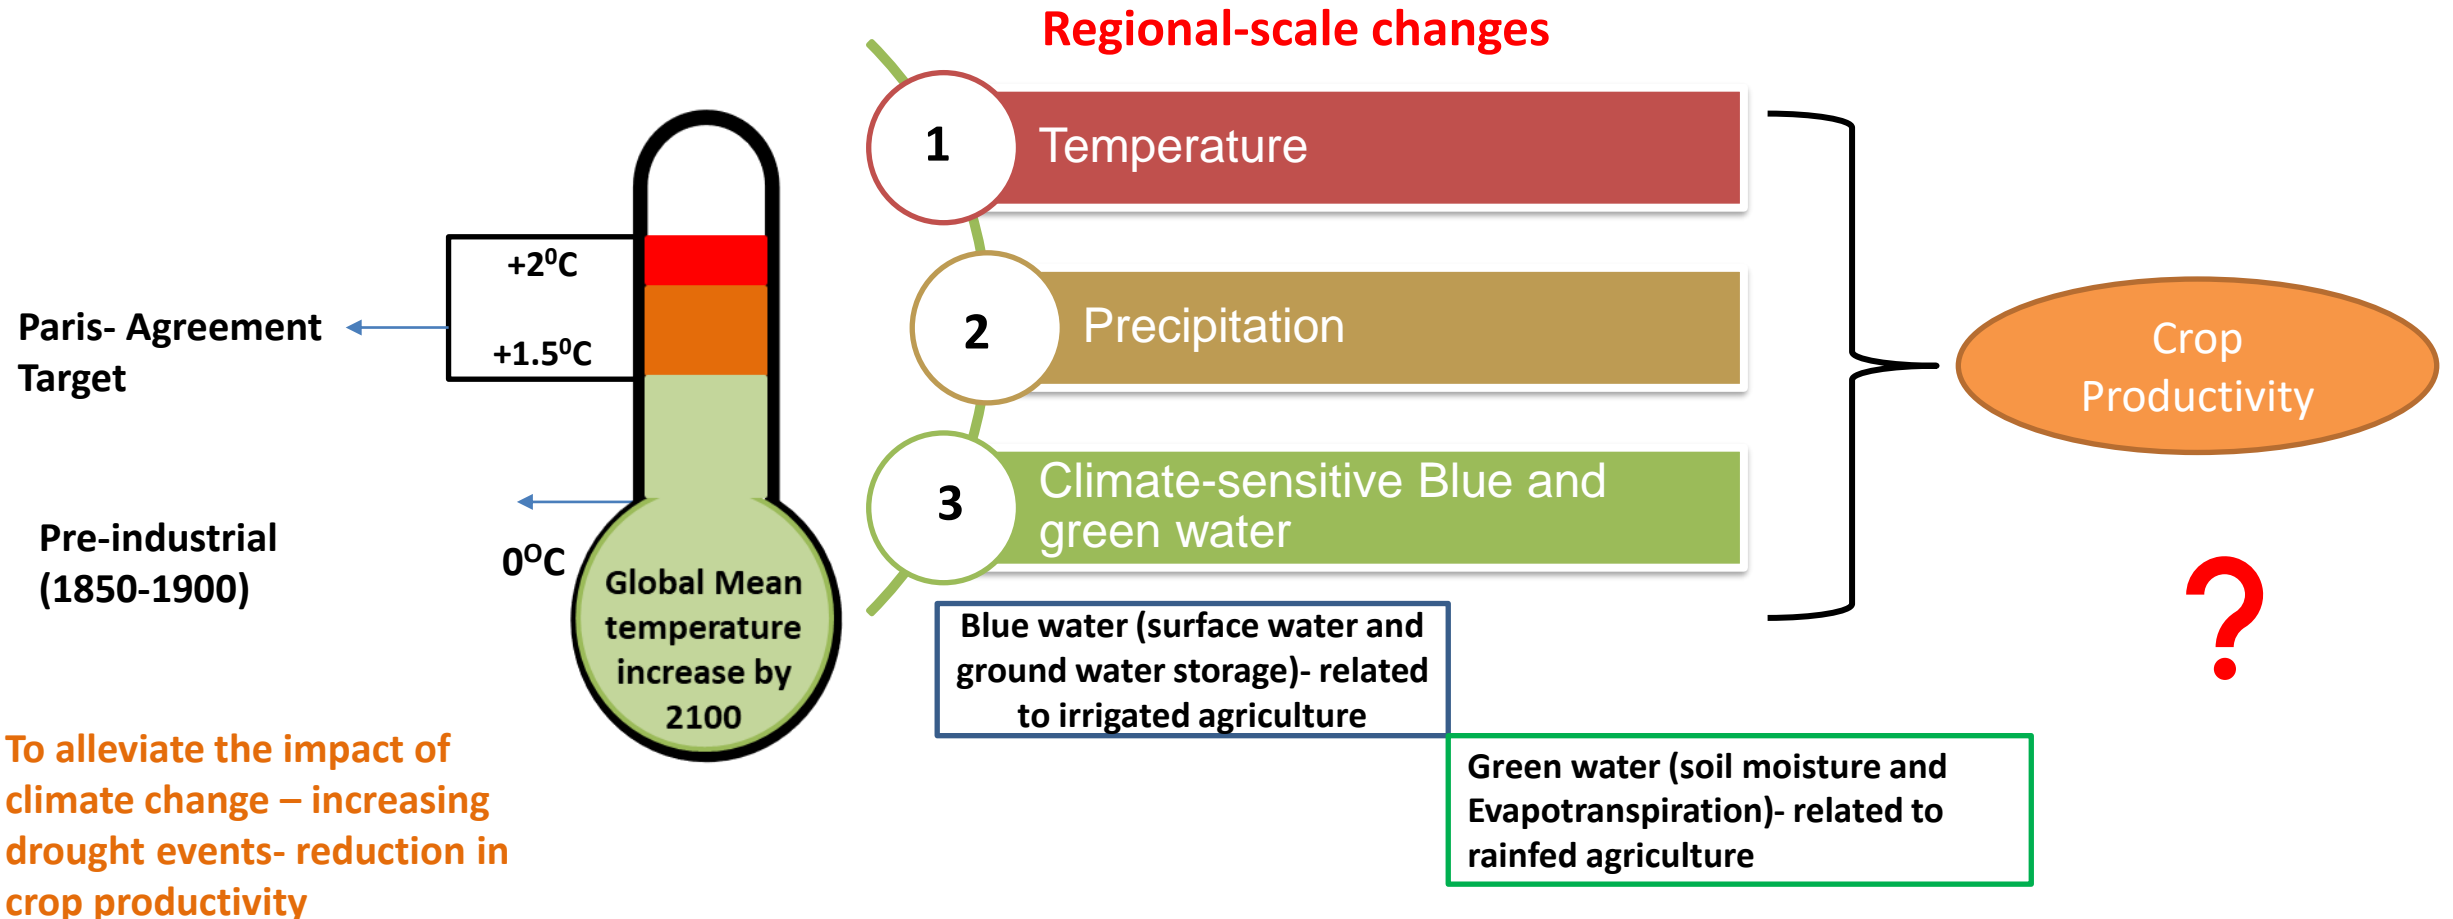 Regional-scale changes
1
Temperature
2
Precipitation
3
Climate-sensitive Blue and
green water
+2⁰C
+1.5⁰C
Paris- Agreement
Target
Pre-industrial
(1850-1900)
0⁰C
Global Mean
temperature
increase by
2100
Crop
Productivity
?
Blue water (surface water and
ground water storage)- related
to irrigated agriculture
Green water (soil moisture and
Evapotranspiration)- related to
rainfed agriculture
To alleviate the impact of
climate change – increasing
drought events- reduction in
crop productivity